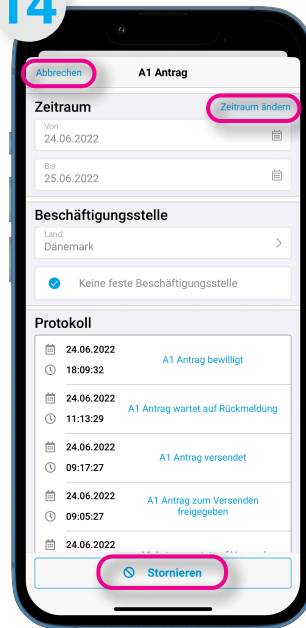 14
Abbrechen
A1 Antrag
Zeitraum
Zeitraum ändern
Von
24.06.2022
Bis
25.06.2022
Beschäftigungsstelle
Land:
Dänemark
Keine feste Beschäftigungsstelle
Protokoll
24.06.2022
18:09:32
A1 Antrag bewilligt
24.06.2022
11:13:29
A1 Antrag wartet auf Rückmeldung
24.06.2022
09:17:27
A1 Antrag versendet
24.06.2022
09:05:27
A1 Antrag zum Versenden
freigegeben
24.06.2022
Stornieren